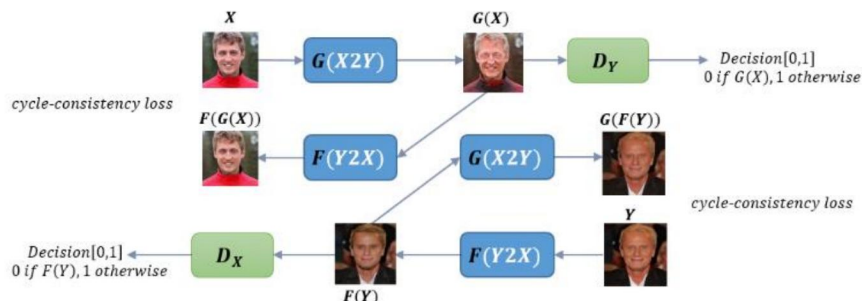 X
G(X)
G(X2Y)
D_Y
Decision[0,1]
0 if G(X), 1 otherwise
cycle-consistency loss
F(G(X))
F(Y2X)
G(X2Y)
G(F(Y))
cycle-consistency loss
Y
Decision[0,1]
0 if F(Y), 1 otherwise
D_X
F(Y2X)
F(Y)